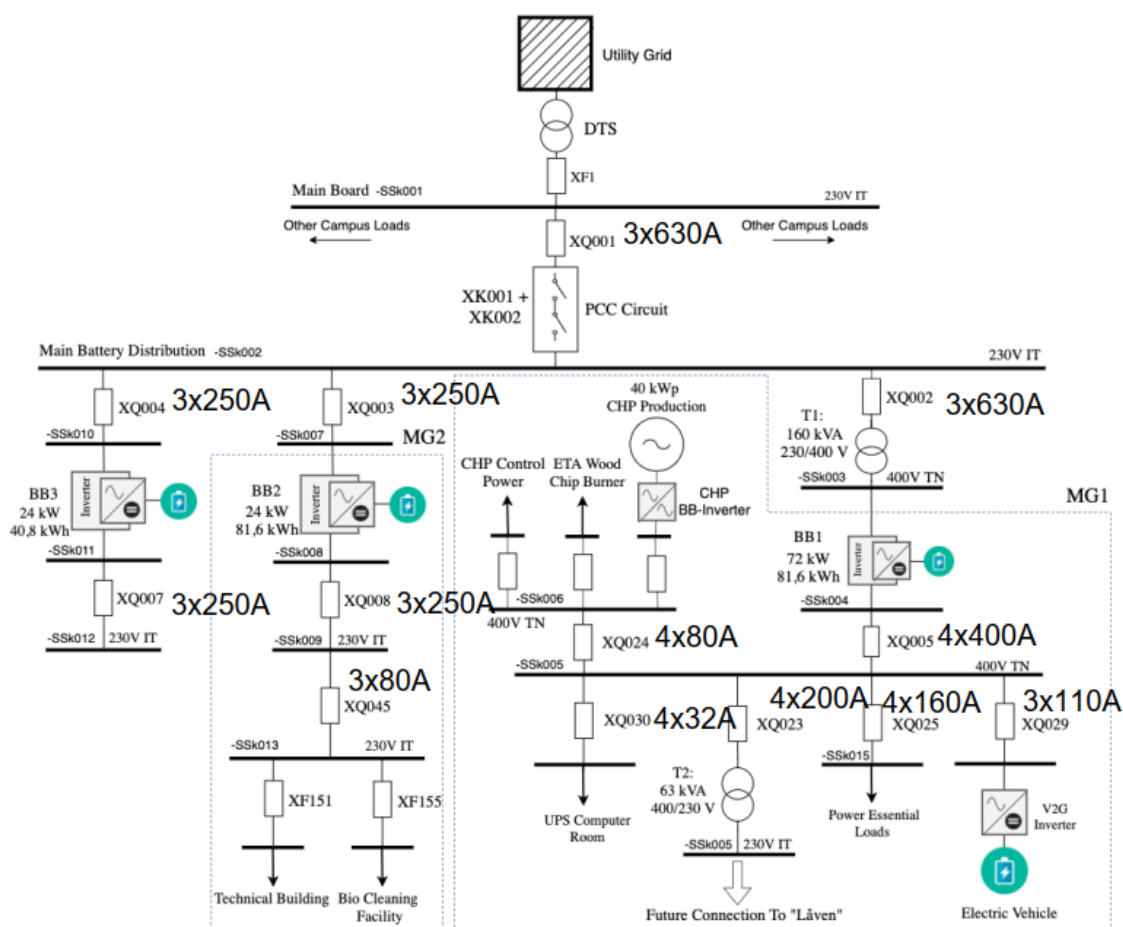 Utility Grid
DTS
XF1
Main Board -SSk001
230V IT
Other Campus Loads
XQ001
3x630A
Other Campus Loads
XK001 +
XK002
PCC Circuit
Main Battery Distribution -SSk002
230V IT
XQ004
3x250A
XQ003
3x250A
40 kWp
CHP Production
XQ002
3x630A
T1:
160 kVA
230/400 V
-SSk010
-SSk007
MG2
CHP Control
Power
ETA Wood
Chip Burner
CHP
BB-Inverter
-SSk003
400V TN
MG1
BB3
24 kW
40,8 kWh
Inverter
BB2
24 kW
81,6 kWh
Inverter
BB1
72 kW
81,6 kWh
Inverter
-SSk011
-SSk008
-SSk006
400V TN
-SSk004
XQ007
3x250A
XQ008
3x250A
XQ024
4x80A
XQ005
4x400A
-SSk012
230V IT
-SSk009
230V IT
-SSk005
400V TN
3x80A
XQ045
XQ030
4x32A
4x200A
XQ023
4x160A
XQ025
3x110A
XQ029
-SSk013
230V IT
-SSk015
XF151
XF155
T2:
63 kVA
400/230 V
UPS Computer
Room
Power Essential
Loads
V2G
Inverter
-SSk005
230V IT
Technical Building
Bio Cleaning
Facility
Future Connection To "Låven"
Electric Vehicle